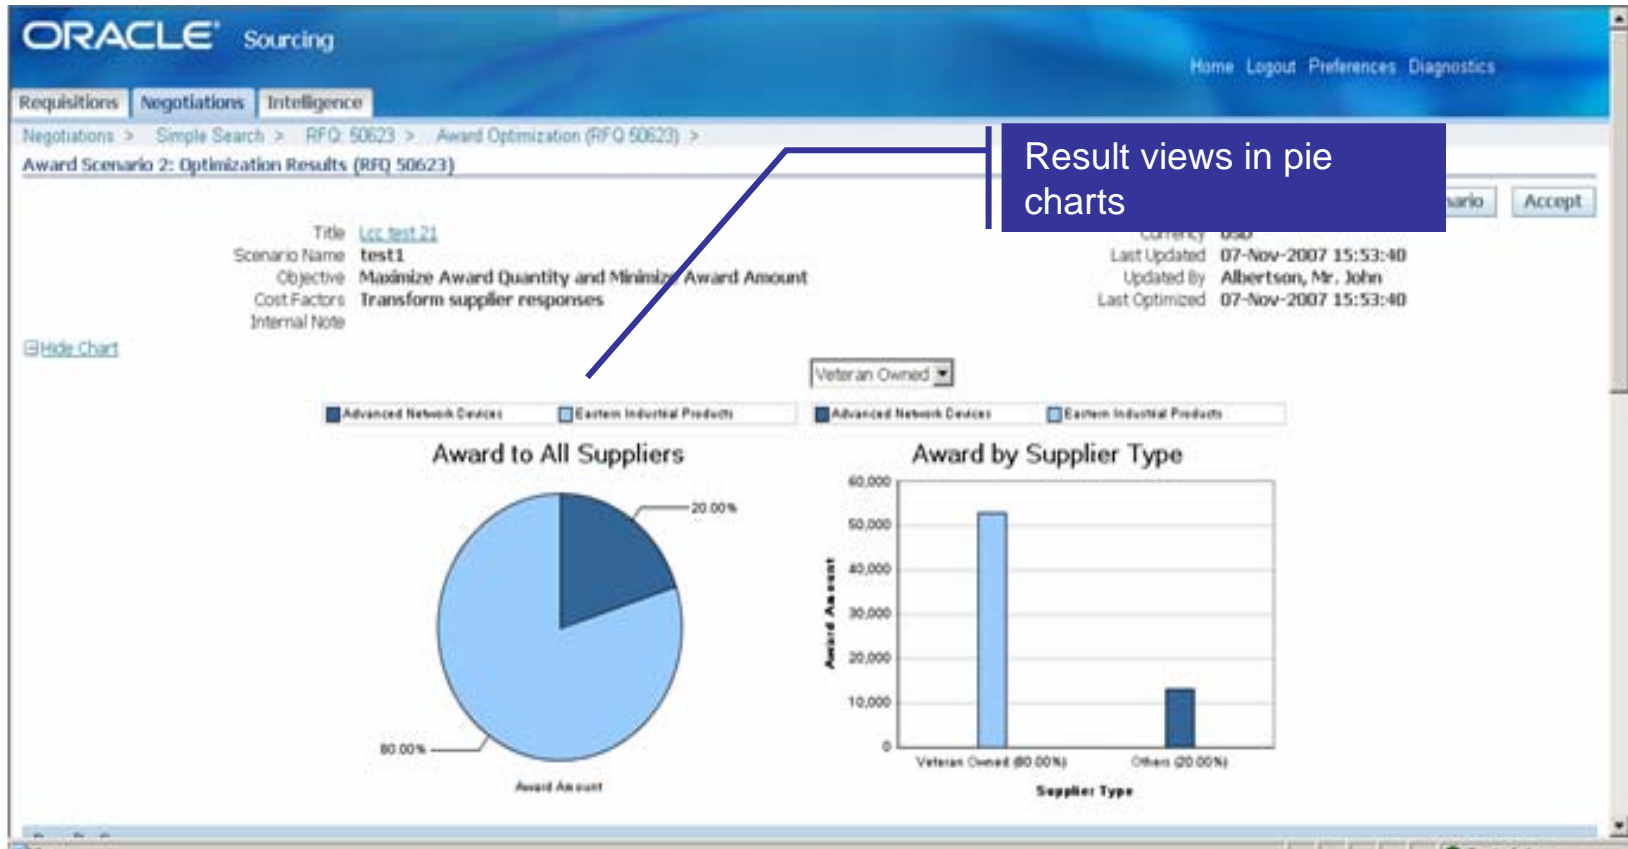 ORACLE Sourcing
Home Logout Preferences Diagnostics
Requisitions Negotiations Intelligence
Negotiations > Simple Search > RFQ: 50623 > Award Optimization (RFQ 50623) >
Award Scenario 2: Optimization Results (RFQ 50623)
Result views in pie
charts
Accept
Title Lcc test 21
Currency USD
Scenario Name test1
Last Updated 07-Nov-2007 15:53:40
Objective Maximize Award Quantity and Minimize Award Amount
Updated By Albertson, Mr. John
Cost Factors Transform supplier responses
Last Optimized 07-Nov-2007 15:53:40
Internal Note
Hide Chart
Veteran Owned
Advanced Network Devices Eastern Industrial Products
Advanced Network Devices Eastern Industrial Products
Award to All Suppliers
20.00%
80.00%
Award Amount
Award by Supplier Type
60,000
50,000
40,000
30,000
20,000
10,000
0
Award Amount
Veteran Owned (80.00%) Others (20.00%)
Supplier Type